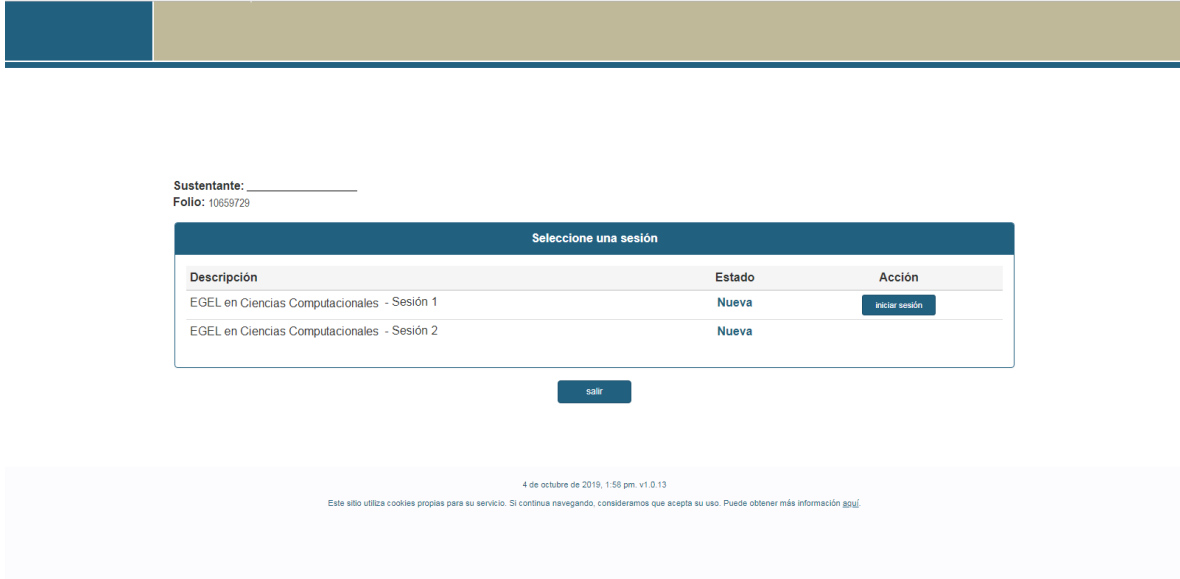 Sustentante: __________________
Folio: 10659729
Seleccione una sesión
Descripción Estado Acción
EGEL en Ciencias Computacionales - Sesión 1 Nueva iniciar sesión
EGEL en Ciencias Computacionales - Sesión 2 Nueva
salir
4 de octubre de 2019, 1:58 pm. v1.0.13
Este sitio utiliza cookies propias para su servicio. Si continua navegando, consideramos que acepta su uso. Puede obtener más información aquí.